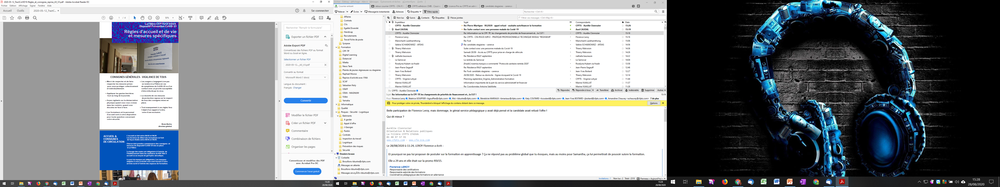 2020-05-12_TractCoVID19-Règles_et_consignes_reprise_A5_V3.pdf - Adobe Acrobat Reader DC
Fichier Edition Affichage Signer Fenêtre Aide
Accueil Outils 2020-05-12_TractC... × Se connecter
1 / 4 50%
La Filière CFPTS/CFASVA
Dispositif Prévention CoVID-19
Règles d'accueil et de vie
et mesures spécifiques
CONSIGNES GÉNÉRALES - VIGILANCE DE TOUS
• Merci de respecter et de faire
respecter les mesures prises
pour nous protéger collectivement
et individuellement.
• Appliquer les gestes barrières
tout au long de la journée.
• Soyez vigilants sur la distanciation
physique quand vous vous croisez
dans les couloirs, quand vous
discutez en face à face.
• Les formateurs et le personnel
d'accueil sont à votre disposition
pour toute question concernant
votre sécurité.
• Les usagers s'engagent à ne pas
se rendre à La Filière en cas
de symptômes du CoVID-19 ou d'un
contact avec un proche susceptible
d'être infecté par le virus.
• La réussite de ces mesures
dépend repose sur le respect
de tous des consignes mises en
place.
• Tout manquement à ces règles fera
l'objet d'un rappel à l'ordre,
voire d'une exclusion.
Bruno Burtre,
directeur général.
ACCUEIL &
CONSIGNES
DE CIRCULATION
L'accueil se fait entre 8h30 et 9h30
Les horaires de début des formations se font
de façon étalée entre 8h45 et 9h30.
Chacun doit prendre connaissance des consignes et
mesures du dispositif CoVID-19 mis en place
à La Filière
Le lavage des mains est obligatoire à l'entrée de
l'établissement dans les sanitaires du RdC Bât A
accueil ou au moyen de gel hydro-alcoolique.
Le port du masque est obligatoire. Les masques
adaptés à votre activité vous sont fournis à votre
arrivée ou/et à l'entrée des espaces de formation.
Rechercher "Remplir le formulaire"
Exporter un fichier PDF
Adobe Export PDF
Convertissez des fichiers PDF au format
Word ou Excel en ligne.
Sélectionner un fichier PDF
2020-05-12..._A5_V3.pdf
Convertir au format
Microsoft Word (*.docx)
Langue du document :
Français Changer
Convertir
Modifier le fichier PDF
Créer un fichier PDF
Commentaire
Combinaison de fichiers
Organiser les pages
Convertissez et modifiez des PDF
avec Acrobat Pro DC
Commencer l'essai gratuit
15:28
28/08/2020
Fichier Édition Affichage Aller à Messages Évènements et tâches gContactSync Outils ?
Courrier entrant
retour courrier CFPTS - CFA RS
CFPTS adhésion CMB - Courri
Licence Pro au CFPTS en admi
candidats stagiaires - carence -
Relever Écrire Messagerie instantanée Adresses Étiquette Filtre rapide Rechercher <Ctrl+K>
Non lus Suivis Contacts Étiquettes Pièces jointes Filtrer ces messages <Ctrl+Maj+K>
Affaires
Contrats
CVs
Egalité Diversité
Handicap
Recrutements
Travail fiche de poste
Synpase
Formation
CPF-TP
Digital Learning
Distanciel
Mietta
News Tank
Plainte de jeunes régisseuses ou stagiaires
Raphael Munoz
Reprise d'activité avec l'INA
SCAF
Sebastien Noly
STAFF
STAN - MAGNUM
Video
Yamaha
Informatique
Qualité
Risques - Sécurité - Logistique
Batiments
A garder
Appel d'offre
J-Georges
Pantin
Contrats
Inspection du travail
Logistique
Prévention des risques
Sécurité
Dossiers locaux
Corbeille
Brouillons-bburtre@cfpts.com
Messages en attente
Brouillons-bburtre@cfpts.com
Messages envoyÃ©s-bburtre@cfpts.com
Expéditeur Sujet Correspondants Date
CFPTS - Aurélie Clonrozier Re: Pierre Martigne - RG2020 - appel refusé - souhaite autofinancer la formation CFPTS - Aurélie Clonrozier 15:26
Axel CAUDAL Re: Suite contact avec une personne malade du Covid-19 Axel CAUDAL 15:19
CFPTS - Aurélie Clonrozier Re: Information sur le CPF-TP, les changements de priorités de financement et... la CGT ! CFPTS - Aurélie Clonrozier 15:18
Florence Leroy Re: CFPTS - CFA RSV20 JURY2 - PRATIQUE PROFESSIONNELLE TECHNIQUE NIVEAU "REGISSEUR" Florence Leroy 15:16
Manichanh Laokhamthong Re: Fwd Manichanh Laokhamthong 15:06
Valérie SCHAEKOWIEZ - AFDAS Re: candidats stagiaires - carence Valérie SCHAEKOWIEZ - AFDAS 14:56
Thierry Malvoisin Suite contact avec une personne malade du Covid-19 Thierry Malvoisin 14:36
Thierry Malvoisin Samedi 29/08 - Accès au CFPTS pour prise en charge de véhicule Thierry Malvoisin 14:26
nathalie baunaure Re: Résidence RALF septembre nathalie baunaure 14:22
Le Samovar La rentrée du Samovar Le Samovar 14:04
Roselyne.Hubert via fnadir [fnadir] noemie.marquis a commenté "Protocole sanitaire rentrée 2020" Roselyne.Hubert via fnadir 13:58
Jean-Pierre Gegauff Re: Résidence RALF septembre Jean-Pierre Gegauff 12:46
Jean-Yves Boitard Re: Fwd: candidats stagiaires - carence Jean-Yves Boitard 12:27
Thierry Malvoisin 26/08/2020 - Retour au domicile - Signes évoquant le Covid-19 Thierry Malvoisin 12:14
CFPTS - Virginie Lohyer Planning septembre_Virginie_Administration formation CFPTS - Virginie Lohyer 11:44
Marine VUAILLAT Information importante de la part du service administratif et financier Marine VUAILLAT 11:37
Marine VUAILLAT Re: Coordonnées Antoine Sébillotte Marine VUAILLAT 11:28
De CFPTS - Aurélie Clonrozier Répondre Répondre à tous Transférer Archiver Indésirable Supprimer Autres
Sujet Re: Information sur le CPF-TP, les changements de priorités de financement et... la CGT ! 15:18
Pour Florence Leroy, Béatrice GOUFFIER <bgouffier@cfpts.com>, Moi <bburtre@cfpts.com>, Bénédicte MARIAUX <bmariaux@cfpts.com>, Katy COUTARD <kcoutard@cfpts.com>, Jean-Yves BOITARD <jboitard@cfpts.com>, Amandine Chauvey <achauvey@cfpts.com> 7 de plus
Pour protéger votre vie privée, Thunderbird a bloqué l'affichage du contenu distant dans ce message. Options
Belle participation de Florence Leroy, mais dommage, le génial service pédagogique y avait déjà pensé et la candidate avait refusé l'offre !
Qui dit mieux ?
Aurélie Clonrozier
Orientation & Relations publiques
La Filière CFPTS CFASVA
01 48 97 57 91
www.cfpts.com - www.cfa-sva.com
Le 28/08/2020 à 11:24, LEROY Florence a écrit :
Et pourquoi ne pas lui proposer de postuler sur la formation en apprentissage ? Ça ne répond pas au problème global que tu évoques, mais au moins pour Samantha, ça lui permettrait de pouvoir suivre la formation.
Elle a 29 ans et elle était sur la promo RSV15.
Florence LEROY
Responsable des certifications
Responsable adjointe des formations
Coordinatrice pédagogique des formations en alternance
Invitations : 1 Non lus : 2 Total : 2310 Panneau « Aujourd'hui »
15:28
28/08/2020
15:28
28/08/2020